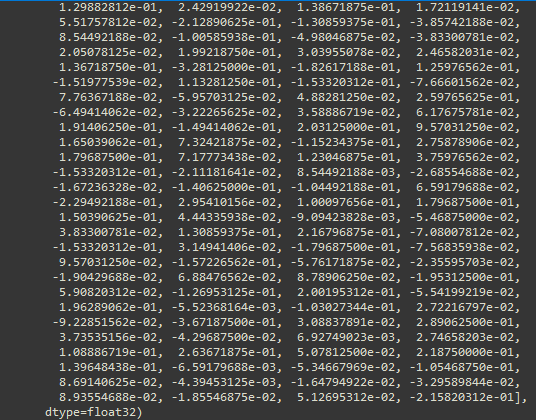 1.29882812e-01, 2.42919922e-02, 1.38671875e-01, 1.72119141e-02,
5.51757812e-02, -2.12890625e-01, -1.30859375e-01, -3.85742188e-02,
8.54492188e-02, -1.00585938e-01, -4.98046875e-02, -3.83300781e-02,
2.05078125e-02, 1.99218750e-01, 3.03955078e-02, 2.46582031e-02,
1.36718750e-01, -3.28125000e-01, -1.82617188e-01, 1.25976562e-01,
-1.51977539e-02, 1.13281250e-01, -1.53320312e-01, -7.66601562e-02,
7.76367188e-02, -5.95703125e-02, 4.88281250e-02, 2.59765625e-01,
-6.49414062e-02, -3.22265625e-02, 3.58886719e-02, 6.17675781e-02,
1.91406250e-01, -1.49414062e-01, 2.03125000e-01, 9.57031250e-02,
1.65039062e-01, 7.32421875e-02, -1.15234375e-01, 2.75878906e-02,
1.79687500e-01, 7.17773438e-02, 1.23046875e-01, 3.75976562e-02,
-1.53320312e-01, -2.11181641e-02, 8.54492188e-03, -2.68554688e-02,
-1.67236328e-02, -1.40625000e-01, -1.04492188e-01, 6.59179688e-02,
-2.29492188e-01, 2.95410156e-02, 1.00097656e-01, 1.79687500e-01,
1.50390625e-01, 4.44335938e-02, -9.09423828e-03, -5.46875000e-02,
3.83300781e-02, 1.30859375e-01, 2.16796875e-01, -7.08007812e-02,
-1.53320312e-01, 3.14941406e-02, -1.79687500e-01, -7.56835938e-02,
9.57031250e-02, -1.57226562e-01, -5.76171875e-02, -2.35595703e-02,
-1.90429688e-01, 6.88476562e-02, 8.78906250e-02, -1.95312500e-01,
5.90820312e-02, -1.26953125e-01, 2.00195312e-01, -5.54199219e-02,
1.96289062e-01, -5.52368164e-03, -1.03027344e-01, 2.72216797e-02,
-9.22851562e-02, -3.67187500e-01, 3.08837891e-02, 2.89062500e-01,
3.73535156e-02, -4.29687500e-02, 6.92749023e-03, 2.74658203e-02,
1.08886719e-01, 2.63671875e-01, 5.07812500e-02, 2.18750000e-01,
1.39648438e-01, -6.59179688e-03, -5.34667969e-02, -1.05468750e-01,
8.69140625e-02, -4.39453125e-03, -1.64794922e-02, -3.29589844e-02,
8.93554688e-02, -1.85546875e-01, 5.12695312e-02, -2.15820312e-01],
dtype=float32)